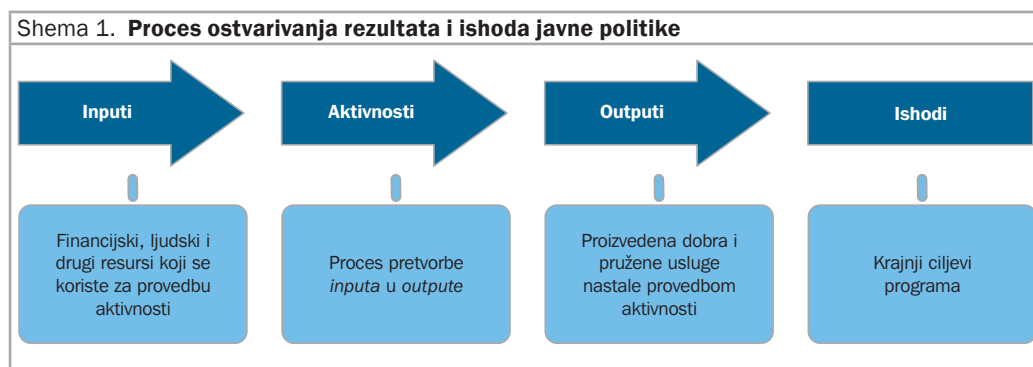 Shema 1. Proces ostvarivanja rezultata i ishoda javne politike
Inputi
Aktivnosti
Outputi
Ishodi
Financijski, ljudski i
drugi resursi koji se
koriste za provedbu
aktivnosti
Proces pretvorbe
inputa u outpute
Proizvedena dobra i
pružene usluge
nastale provedbom
aktivnosti
Krajnji ciljevi
programa